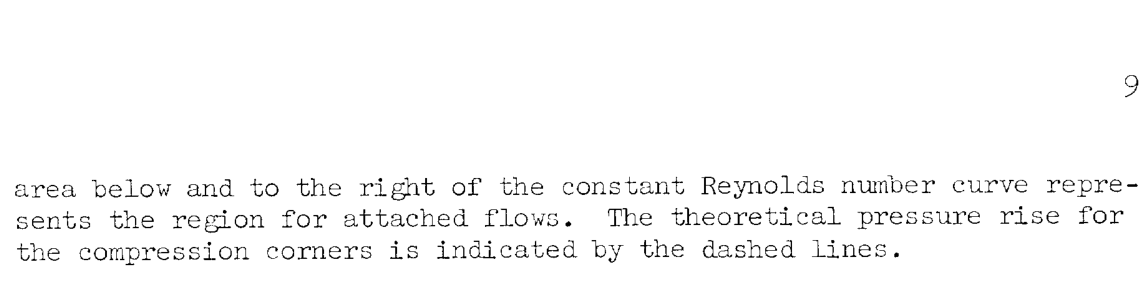 9
area below and to the right of the constant Reynolds number curve repre-
sents the region for attached flows. The theoretical pressure rise for
the compression corners is indicated by the dashed lines.